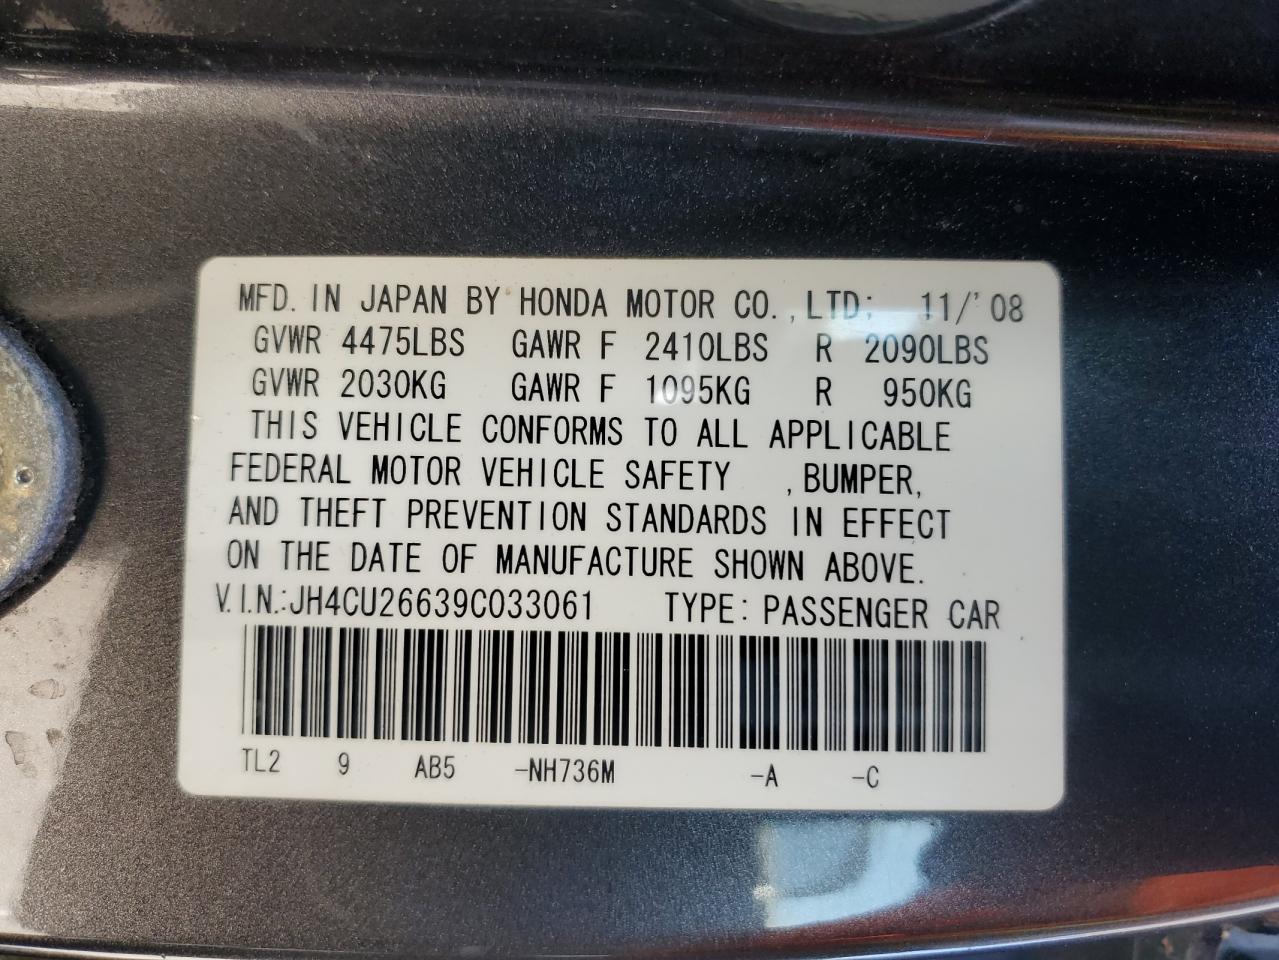 MFD. IN JAPAN BY HONDA MOTOR CO., LTD; 11/'08
GVWR 4475LBS GAWR F 2410LBS R 2090LBS
GVWR 2030KG GAWR F 1095KG R 950KG
THIS VEHICLE CONFORMS TO ALL APPLICABLE
FEDERAL MOTOR VEHICLE SAFETY , BUMPER,
AND THEFT PREVENTION STANDARDS IN EFFECT
ON THE DATE OF MANUFACTURE SHOWN ABOVE.
V.I.N.:JH4CU26639C033061 TYPE: PASSENGER CAR
TL2 9 AB5 -NH736M -A -C